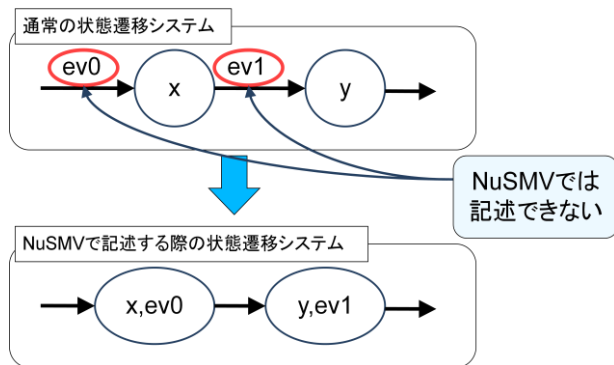 通常の状態遷移システム
ev0
x
ev1
y
NuSMVでは
記述できない
NuSMVで記述する際の状態遷移システム
x,ev0
y,ev1